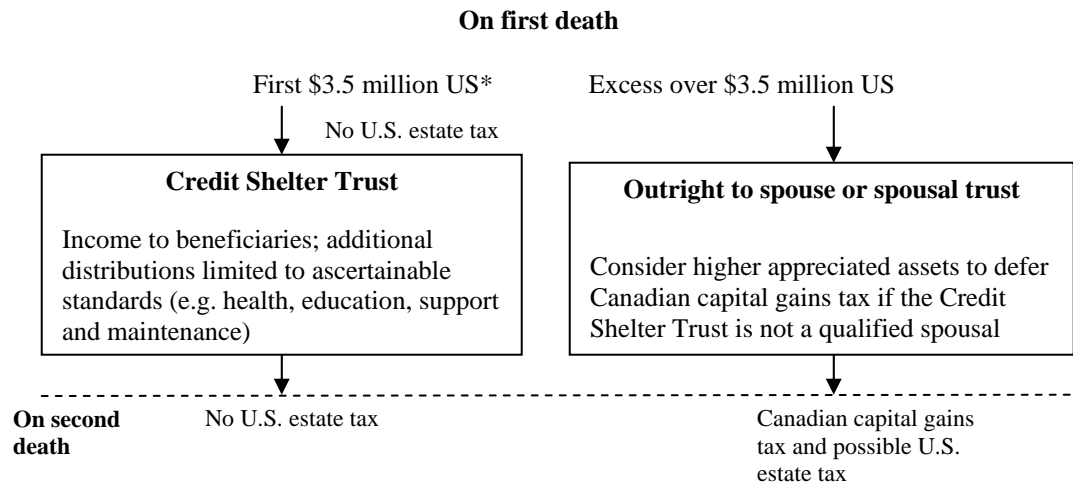 On first death
First $3.5 million US*
Excess over $3.5 million US
No U.S. estate tax
Credit Shelter Trust
Income to beneficiaries; additional
distributions limited to ascertainable
standards (e.g. health, education, support
and maintenance)
Outright to spouse or spousal trust
Consider higher appreciated assets to defer
Canadian capital gains tax if the Credit
Shelter Trust is not a qualified spousal
On second
death
No U.S. estate tax
Canadian capital gains
tax and possible U.S.
estate tax